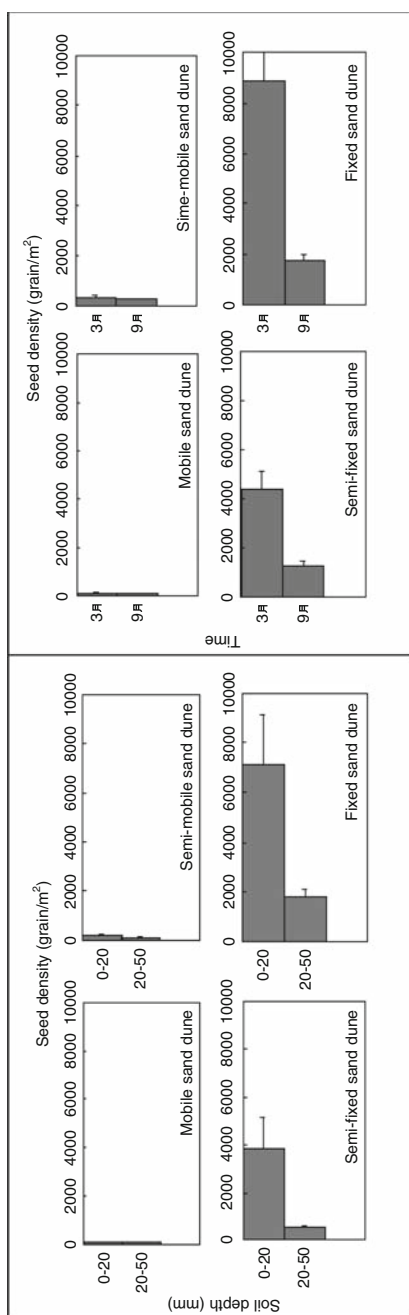 Seed density (grain/m²)
0 2000 4000 6000 8000 10000
0-20
20-50
Mobile sand dune
0 2000 4000 6000 8000 10000
0-20
20-50
Semi-mobile sand dune
Soil depth (mm)
0 2000 4000 6000 8000 10000
0-20
20-50
Semi-fixed sand dune
0 2000 4000 6000 8000 10000
0-20
20-50
Fixed sand dune
Seed density (grain/m²)
0 2000 4000 6000 8000 10000
3月
9月
Mobile sand dune
0 2000 4000 6000 8000 10000
3月
9月
Sime-mobile sand dune
Time
0 2000 4000 6000 8000 10000
3月
9月
Semi-fixed sand dune
0 2000 4000 6000 8000 10000
3月
9月
Fixed sand dune